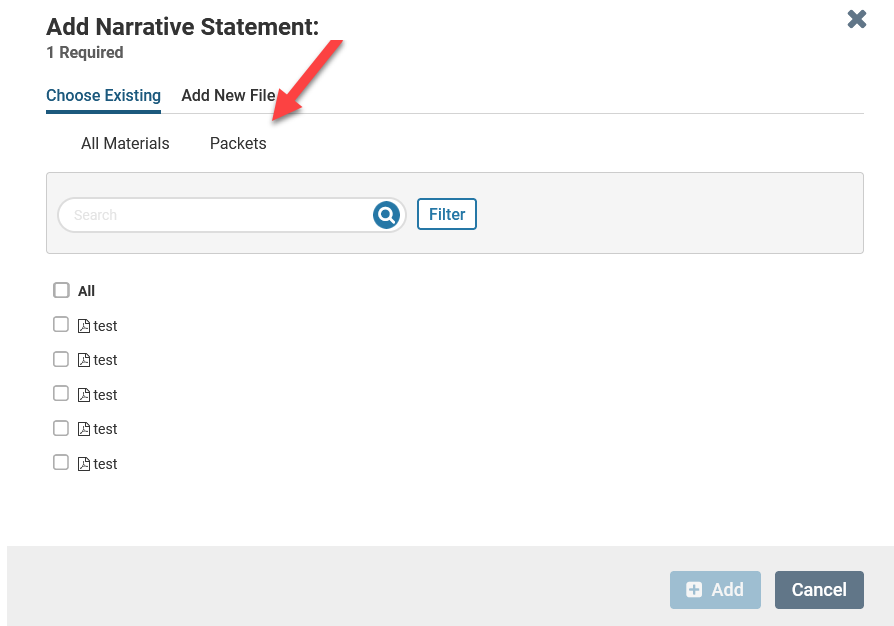 Add Narrative Statement:
1 Required
Choose Existing Add New File
All Materials Packets
Search Filter
All
test
test
test
test
test
Add Cancel